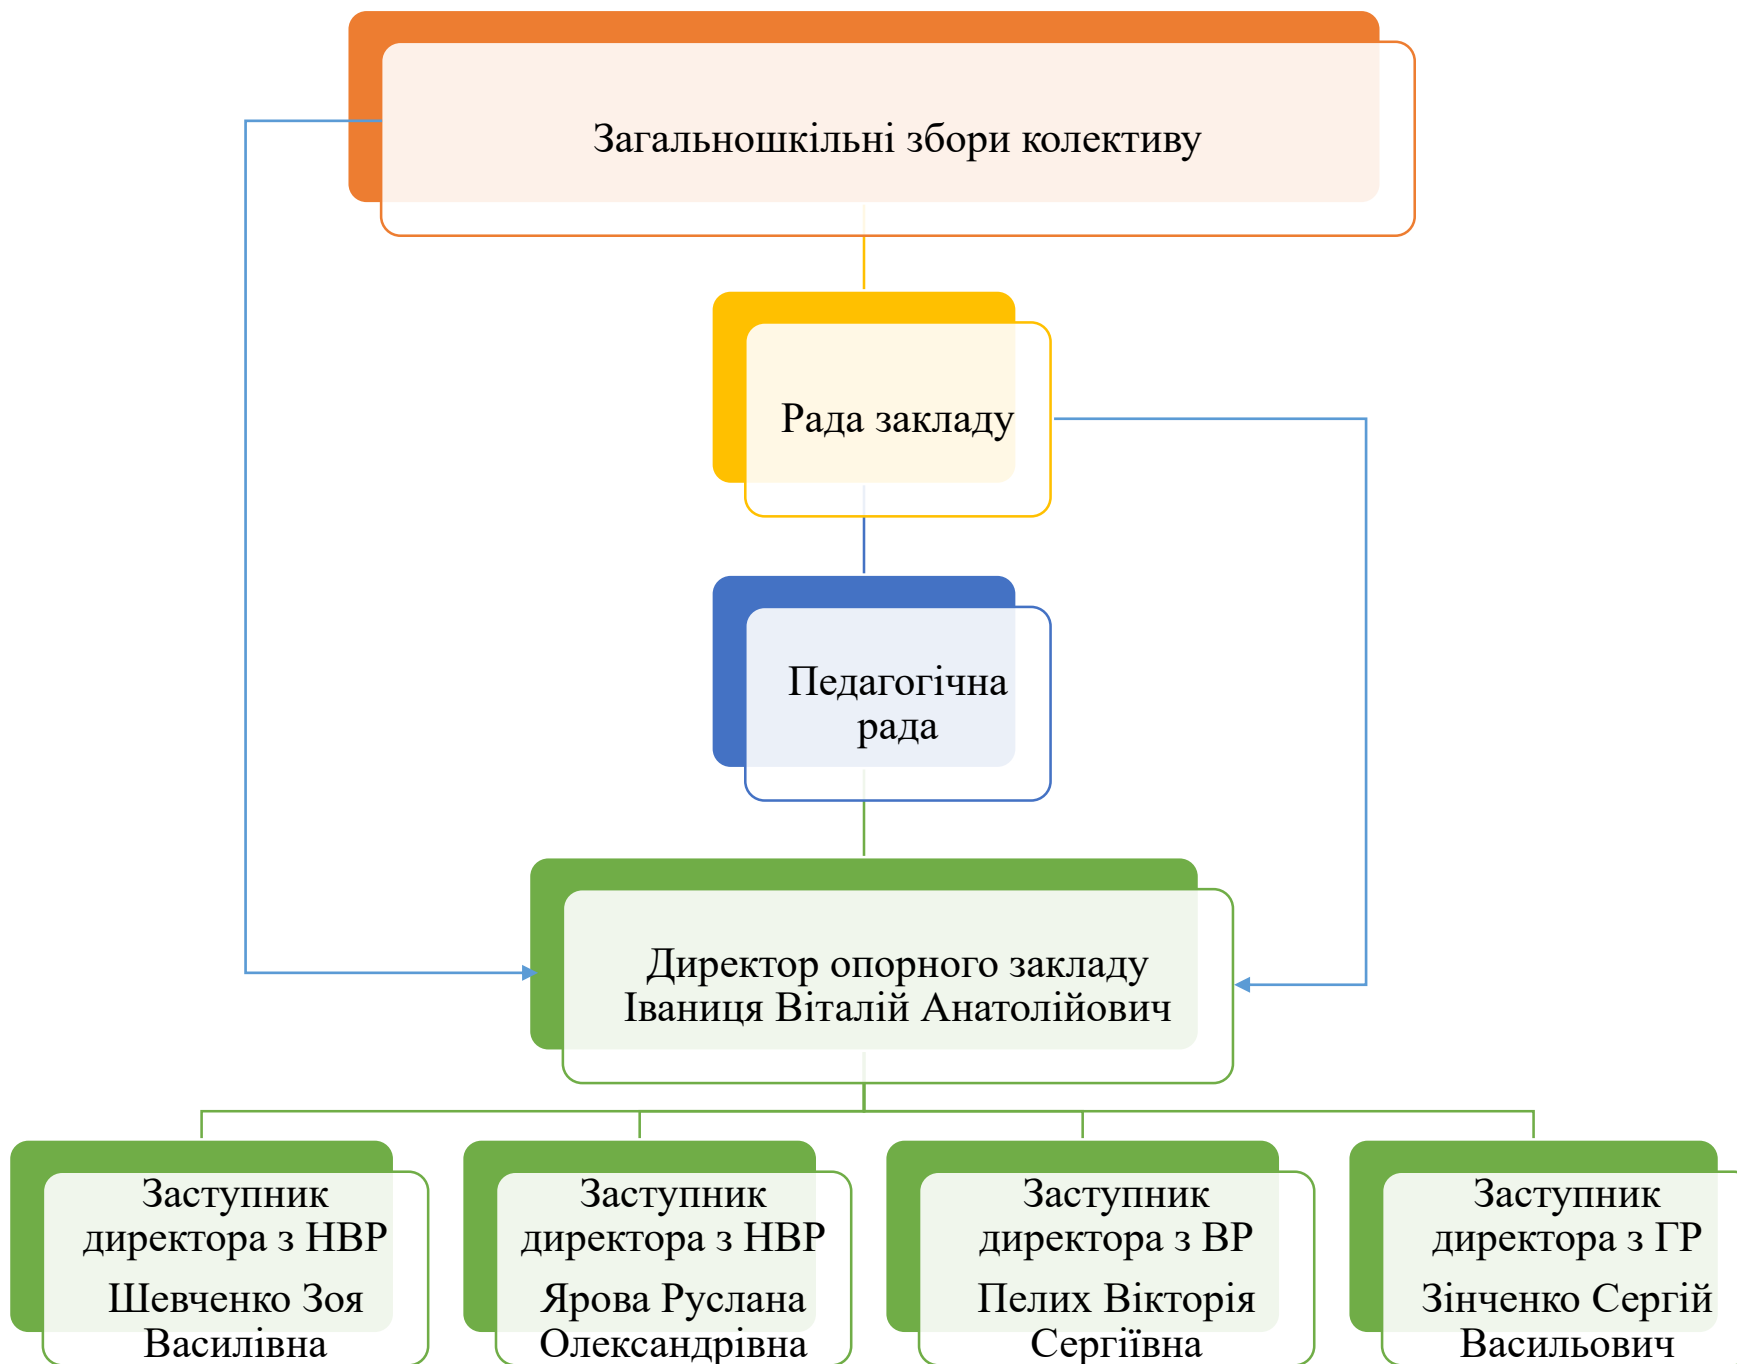 Загальношкільні збори колективу
Рада закладу
Педагогічна
рада
Директор опорного закладу
Іваниця Віталій Анатолійович
Заступник
директора з НВР
Шевченко Зоя
Василівна
Заступник
директора з НВР
Ярова Руслана
Олександрівна
Заступник
директора з ВР
Пелих Вікторія
Сергіївна
Заступник
директора з ГР
Зінченко Сергій
Васильович